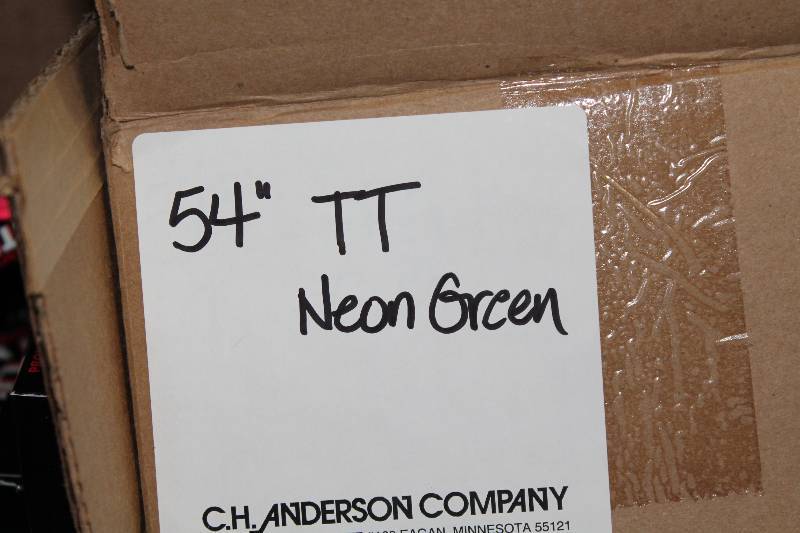 54" TT
Neon Green
C.H. ANDERSON COMPANY
EAGAN, MINNESOTA 55121